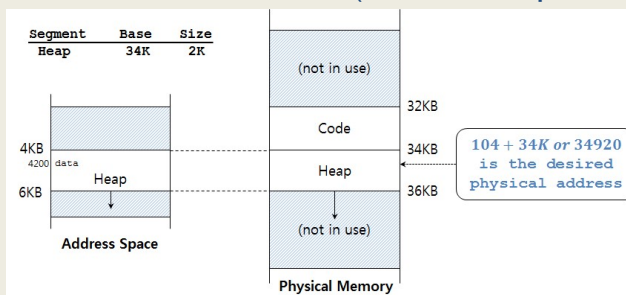 Segment Base Size
Heap 34K 2K
(not in use)
32KB
Code
4KB
34KB
4200 data
Heap
Heap
6KB
36KB
(not in use)
Address Space
Physical Memory
104 + 34K or 34920
is the desired
physical address